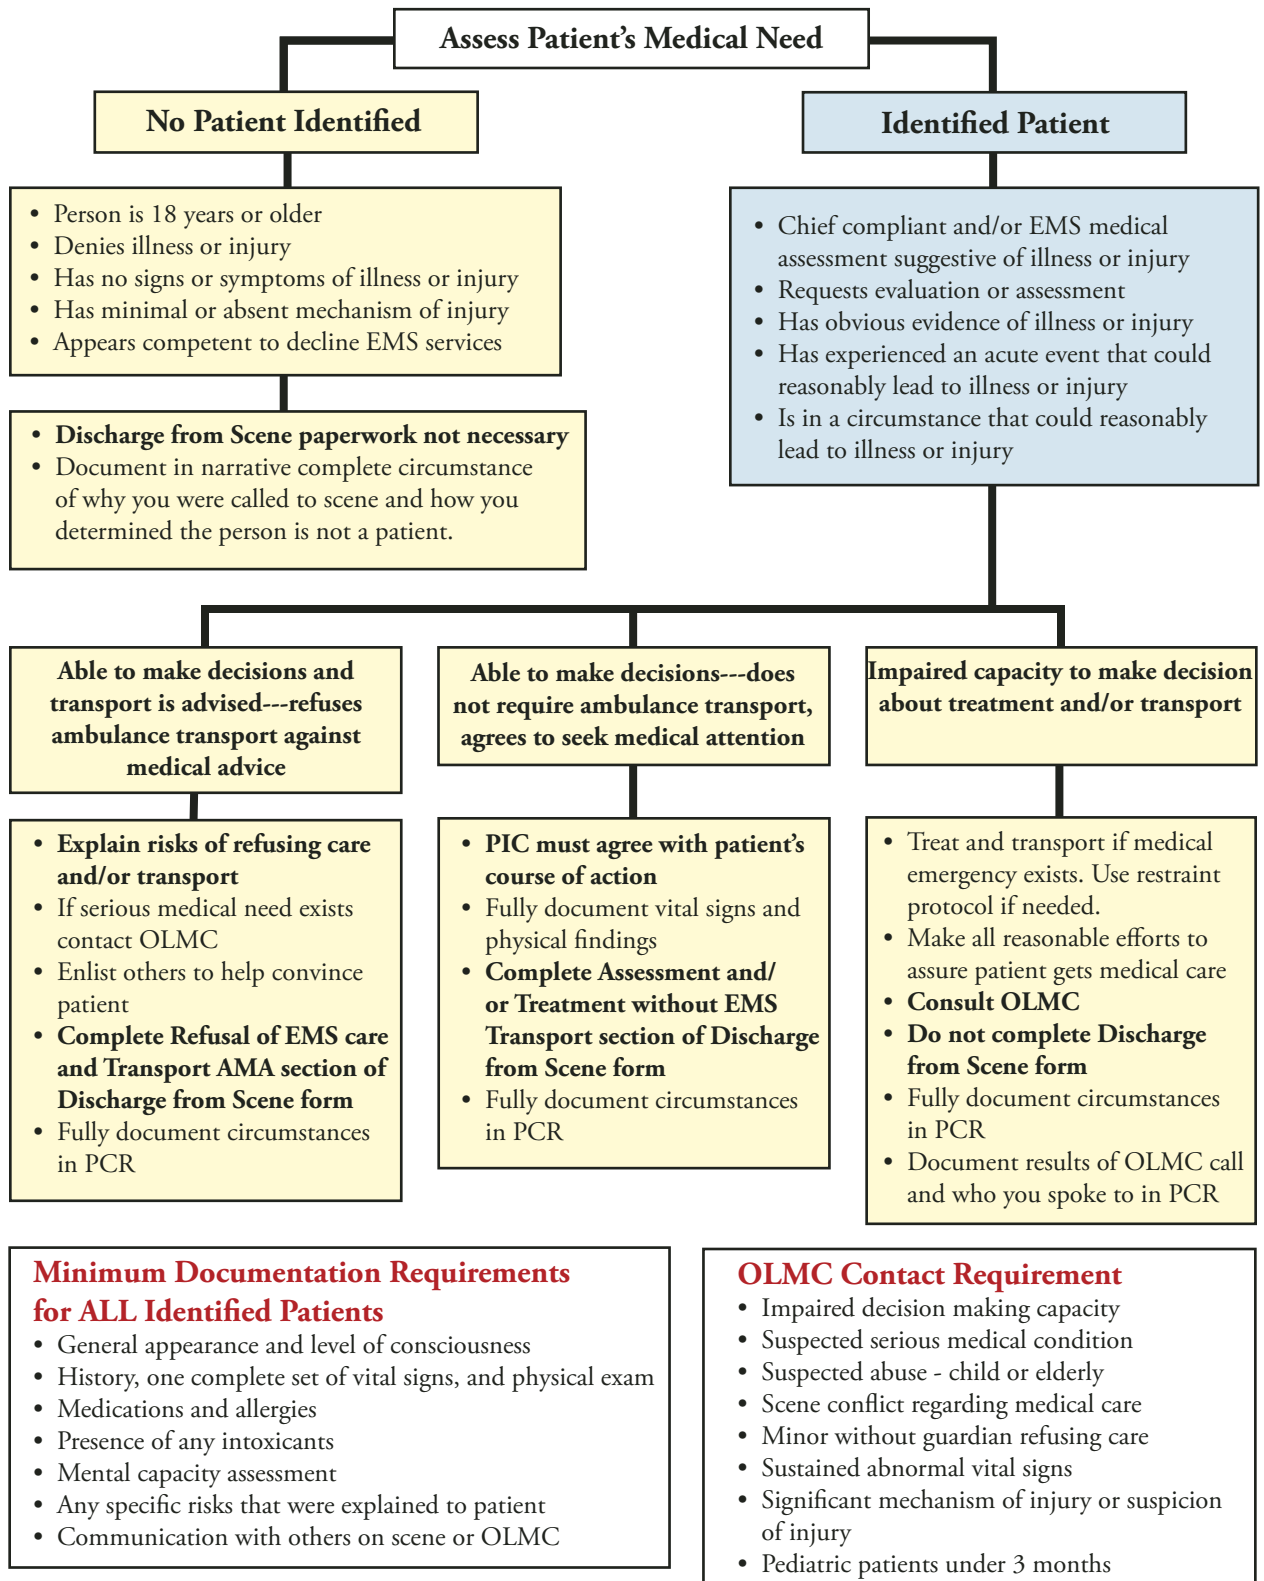 Assess Patient’s Medical Need
No Patient Identified
• Person is 18 years or older
• Denies illness or injury
• Has no signs or symptoms of illness or injury
• Has minimal or absent mechanism of injury
• Appears competent to decline EMS services
• Discharge from Scene paperwork not necessary
• Document in narrative complete circumstance
of why you were called to scene and how you
determined the person is not a patient.
Identified Patient
• Chief compliant and/or EMS medical
assessment suggestive of illness or injury
• Requests evaluation or assessment
• Has obvious evidence of illness or injury
• Has experienced an acute event that could
reasonably lead to illness or injury
• Is in a circumstance that could reasonably
lead to illness or injury
Able to make decisions and
transport is advised---refuses
ambulance transport against
medical advice
• Explain risks of refusing care
and/or transport
• If serious medical need exists
contact OLMC
• Enlist others to help convince
patient
• Complete Refusal of EMS care
and Transport AMA section of
Discharge from Scene form
• Fully document circumstances
in PCR
Able to make decisions---does
not require ambulance transport,
agrees to seek medical attention
• PIC must agree with patient’s
course of action
• Fully document vital signs and
physical findings
• Complete Assessment and/
or Treatment without EMS
Transport section of Discharge
from Scene form
• Fully document circumstances
in PCR
Impaired capacity to make decision
about treatment and/or transport
• Treat and transport if medical
emergency exists. Use restraint
protocol if needed.
• Make all reasonable efforts to
assure patient gets medical care
• Consult OLMC
• Do not complete Discharge
from Scene form
• Fully document circumstances
in PCR
• Document results of OLMC call
and who you spoke to in PCR
Minimum Documentation Requirements
for ALL Identified Patients
• General appearance and level of consciousness
• History, one complete set of vital signs, and physical exam
• Medications and allergies
• Presence of any intoxicants
• Mental capacity assessment
• Any specific risks that were explained to patient
• Communication with others on scene or OLMC
OLMC Contact Requirement
• Impaired decision making capacity
• Suspected serious medical condition
• Suspected abuse - child or elderly
• Scene conflict regarding medical care
• Minor without guardian refusing care
• Sustained abnormal vital signs
• Significant mechanism of injury or suspicion
of injury
• Pediatric patients under 3 months